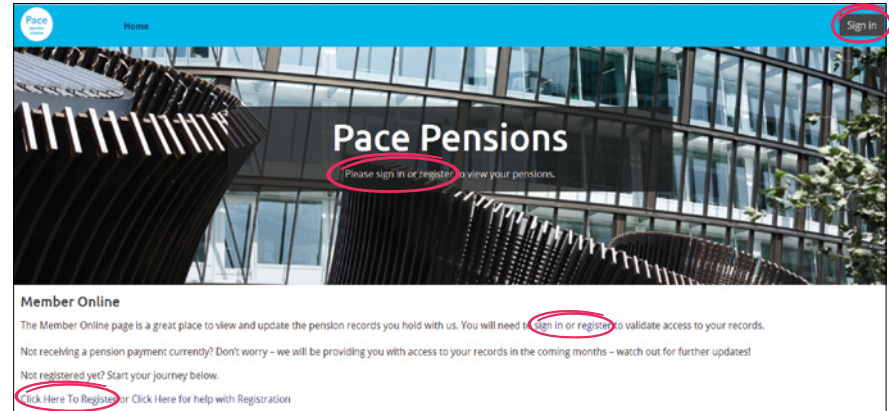 Pace
pension
scheme
Home
Sign in
Pace Pensions
Please sign in or register to view your pensions.
Member Online
The Member Online page is a great place to view and update the pension records you hold with us. You will need to sign in or register to validate access to your records.
Not receiving a pension payment currently? Don't worry – we will be providing you with access to your records in the coming months – watch out for further updates!
Not registered yet? Start your journey below.
Click Here To Register or Click Here for help with Registration